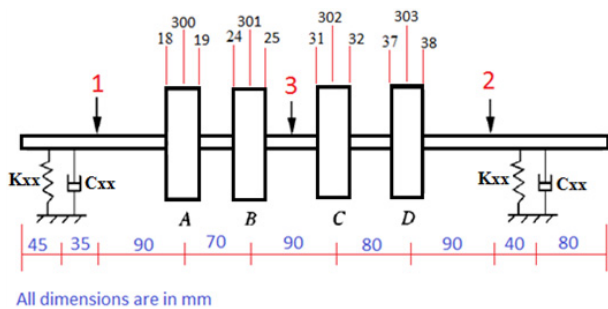 300 301 302 303
18 19 24 25 31 32 37 38
1 3 2
Kxx Cxx Kxx Cxx
A B C D
45 35 90 70 90 80 90 40 80
All dimensions are in mm